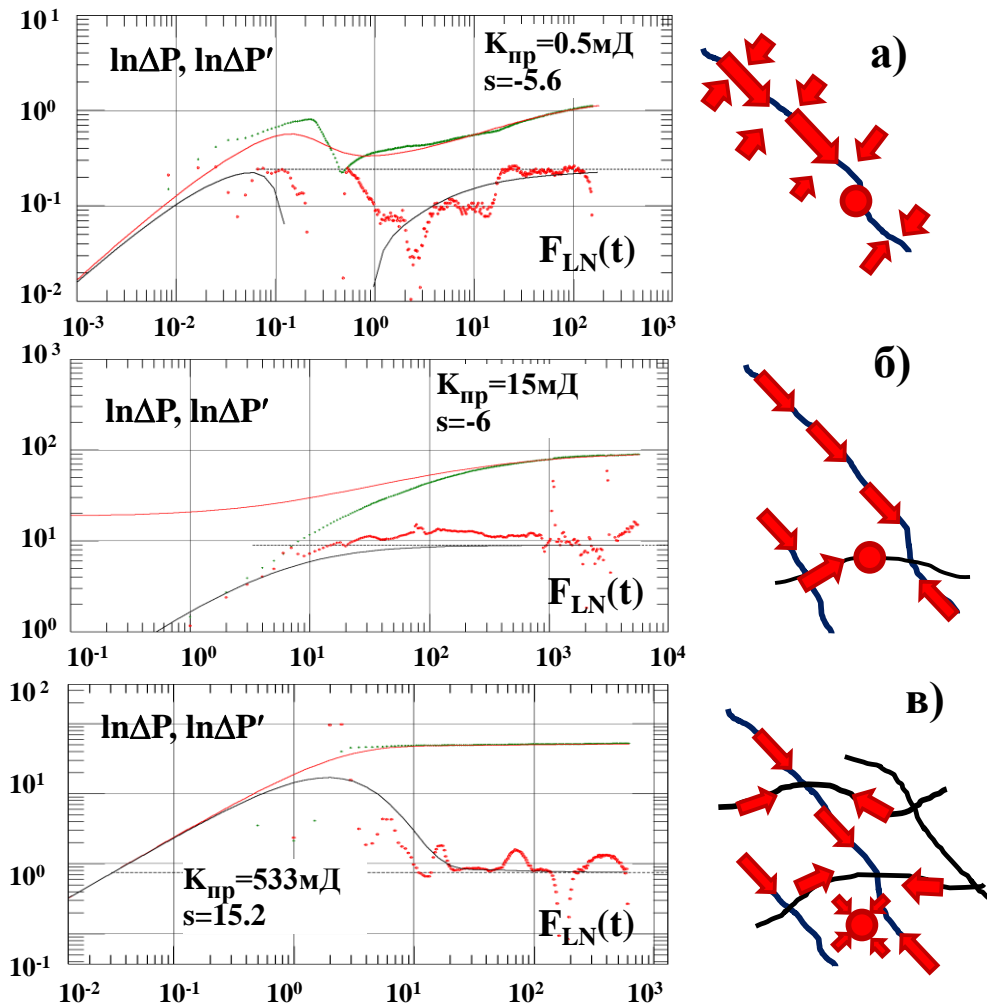 10¹
lnΔP, lnΔP′
Kпр=0.5мД
s=-5.6
а)
10⁰
10⁻¹
F_LN(t)
10⁻²
10⁻³ 10⁻² 10⁻¹ 10⁰ 10¹ 10² 10³
10³
Kпр=15мД
s=-6
б)
lnΔP, lnΔP′
10²
10¹
F_LN(t)
10⁰
10⁻¹ 10⁰ 10¹ 10² 10³ 10⁴
10²
lnΔP, lnΔP′
в)
10¹
10⁰
Kпр=533мД
s=15.2
F_LN(t)
10⁻¹
10⁻² 10⁻¹ 10⁰ 10¹ 10² 10³